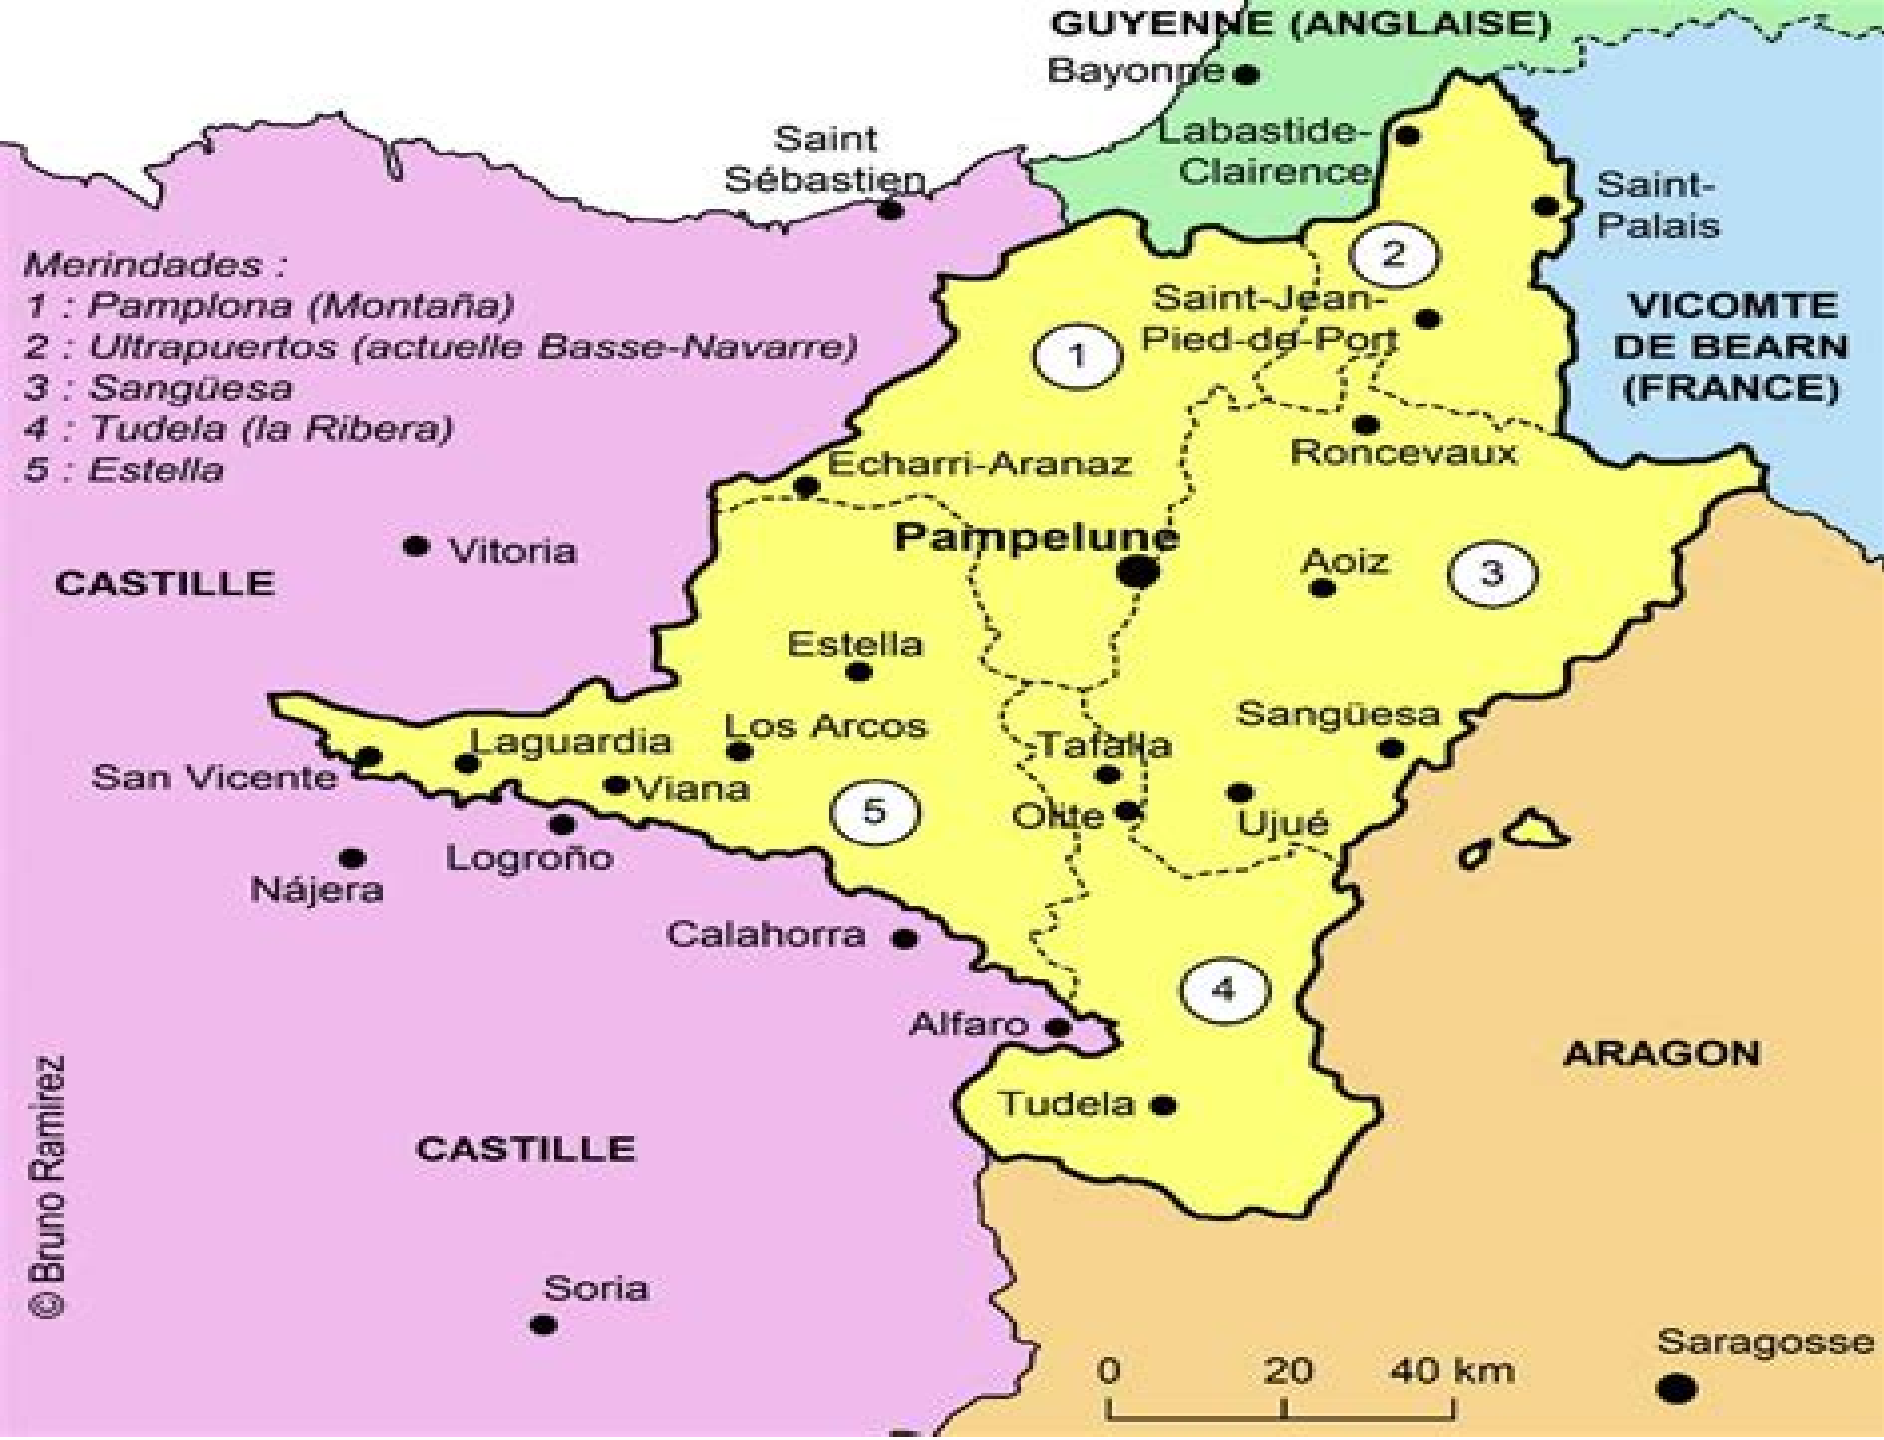 GUYENNE (ANGLAISE)
Bayonne
Labastide-
Clairence
Saint
Sébastien
Saint-
Palais
Merindades :
1 : Pamplona (Montaña)
2 : Ultrapuertos (actuelle Basse-Navarre)
3 : Sangüesa
4 : Tudela (la Ribera)
5 : Estella
2
Saint-Jean-
Pied-de-Port
1
VICOMTE
DE BEARN
(FRANCE)
Roncevaux
Echarri-Aranaz
Pampelune
Vitoria
CASTILLE
Aoiz
3
Estella
Sangüesa
Los Arcos
Laguardia
Tafalla
San Vicente
Viana
5
Olite
Ujué
Logroño
Nájera
Calahorra
4
Alfaro
ARAGON
Tudela
CASTILLE
© Bruno Ramirez
Soria
Saragosse
0 20 40 km